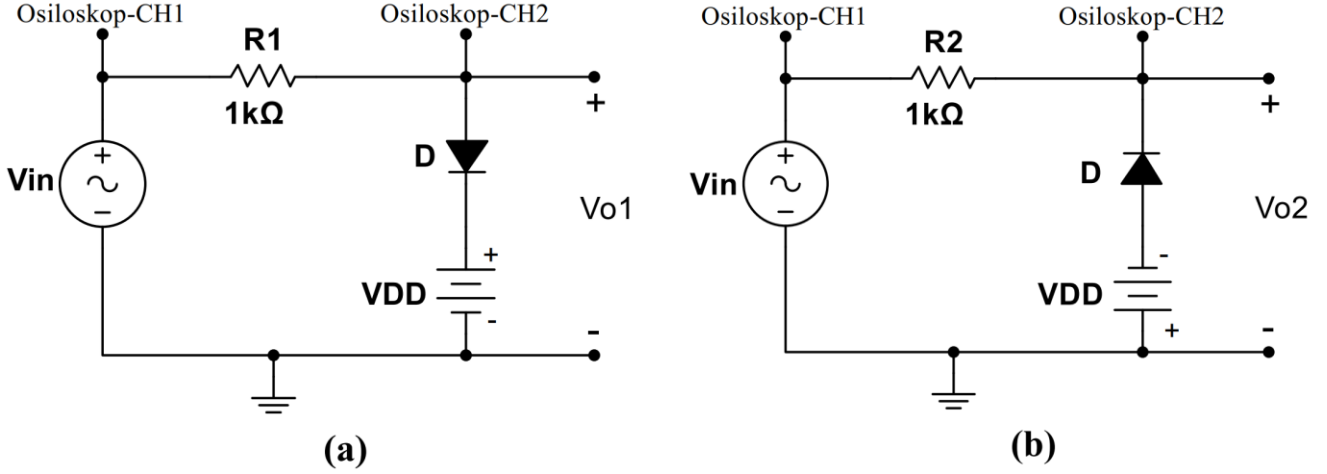 Osiloskop-CH1
Osiloskop-CH2
R1
1kΩ
+
D
+
−
Vin
Vo1
+
VDD
-
-
(a)
Osiloskop-CH1
Osiloskop-CH2
R2
1kΩ
+
D
+
−
Vin
Vo2
-
VDD
+
-
(b)